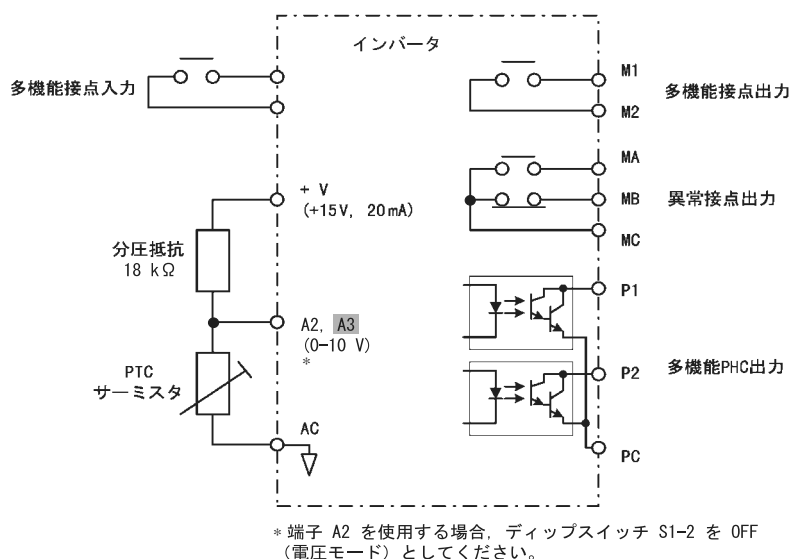 インバータ
多機能接点入力
M1
多機能接点出力
M2
MA
+ V
(+15V, 20mA)
MB
異常接点出力
MC
分圧抵抗
18 kΩ
P1
A2, A3
(0-10 V)
*
PTC
サーミスタ
P2
多機能PHC出力
AC
PC
* 端子 A2 を使用する場合, ディップスイッチ S1-2 を OFF
(電圧モード)としてください。